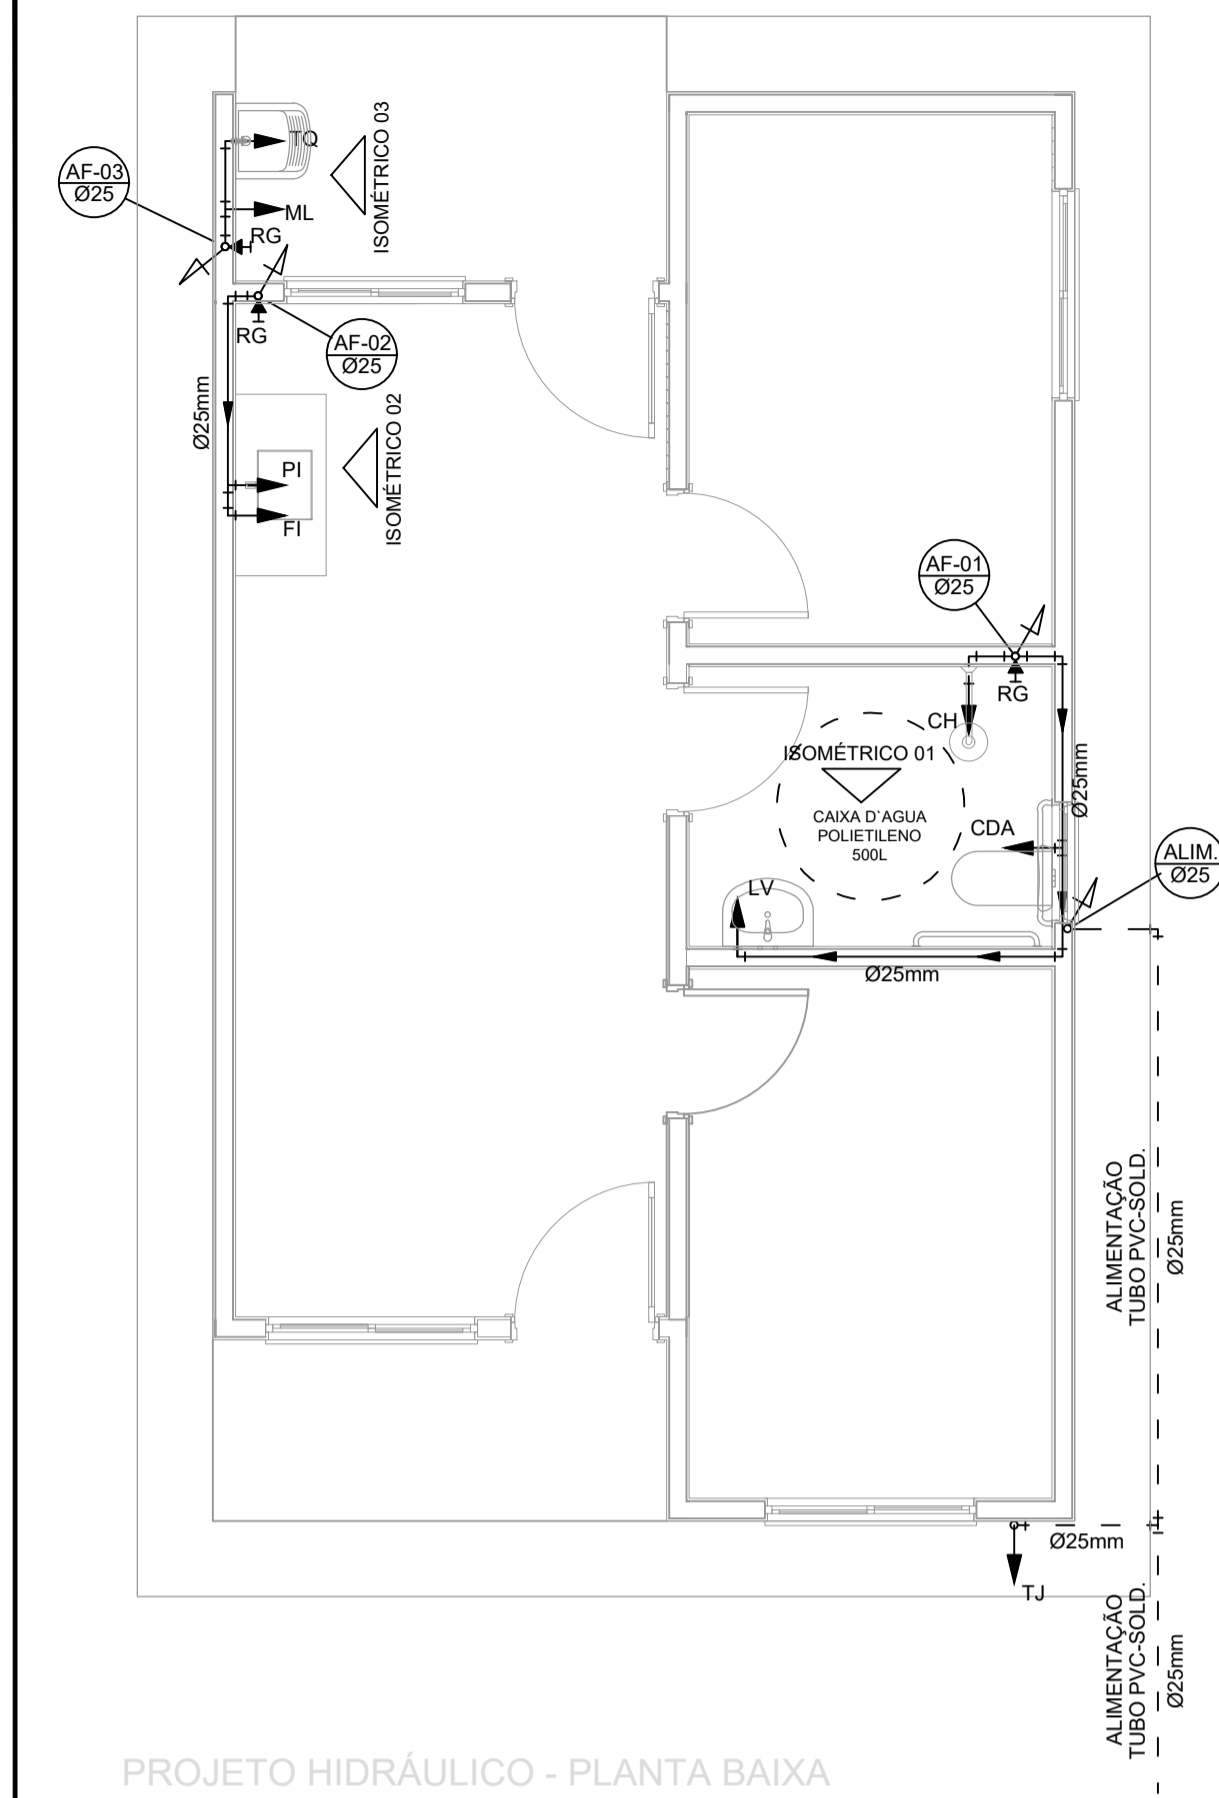 TQ
ISOMÉTRICO 03
AF-03
Ø25
ML
RG
RG
AF-02
Ø25
Ø25mm
ISOMÉTRICO 02
PI
FI
AF-01
Ø25
RG
CH
ISOMÉTRICO 01
Ø25mm
CAIXA D`AGUA
POLIETILENO
500L
CDA
ALIM.
Ø25
LV
Ø25mm
ALIMENTAÇÃO
TUBO PVC-SOLD.
Ø25mm
Ø25mm
TJ
ALIMENTAÇÃO
TUBO PVC-SOLD.
Ø25mm
PROJETO HIDRÁULICO - PLANTA BAIXA